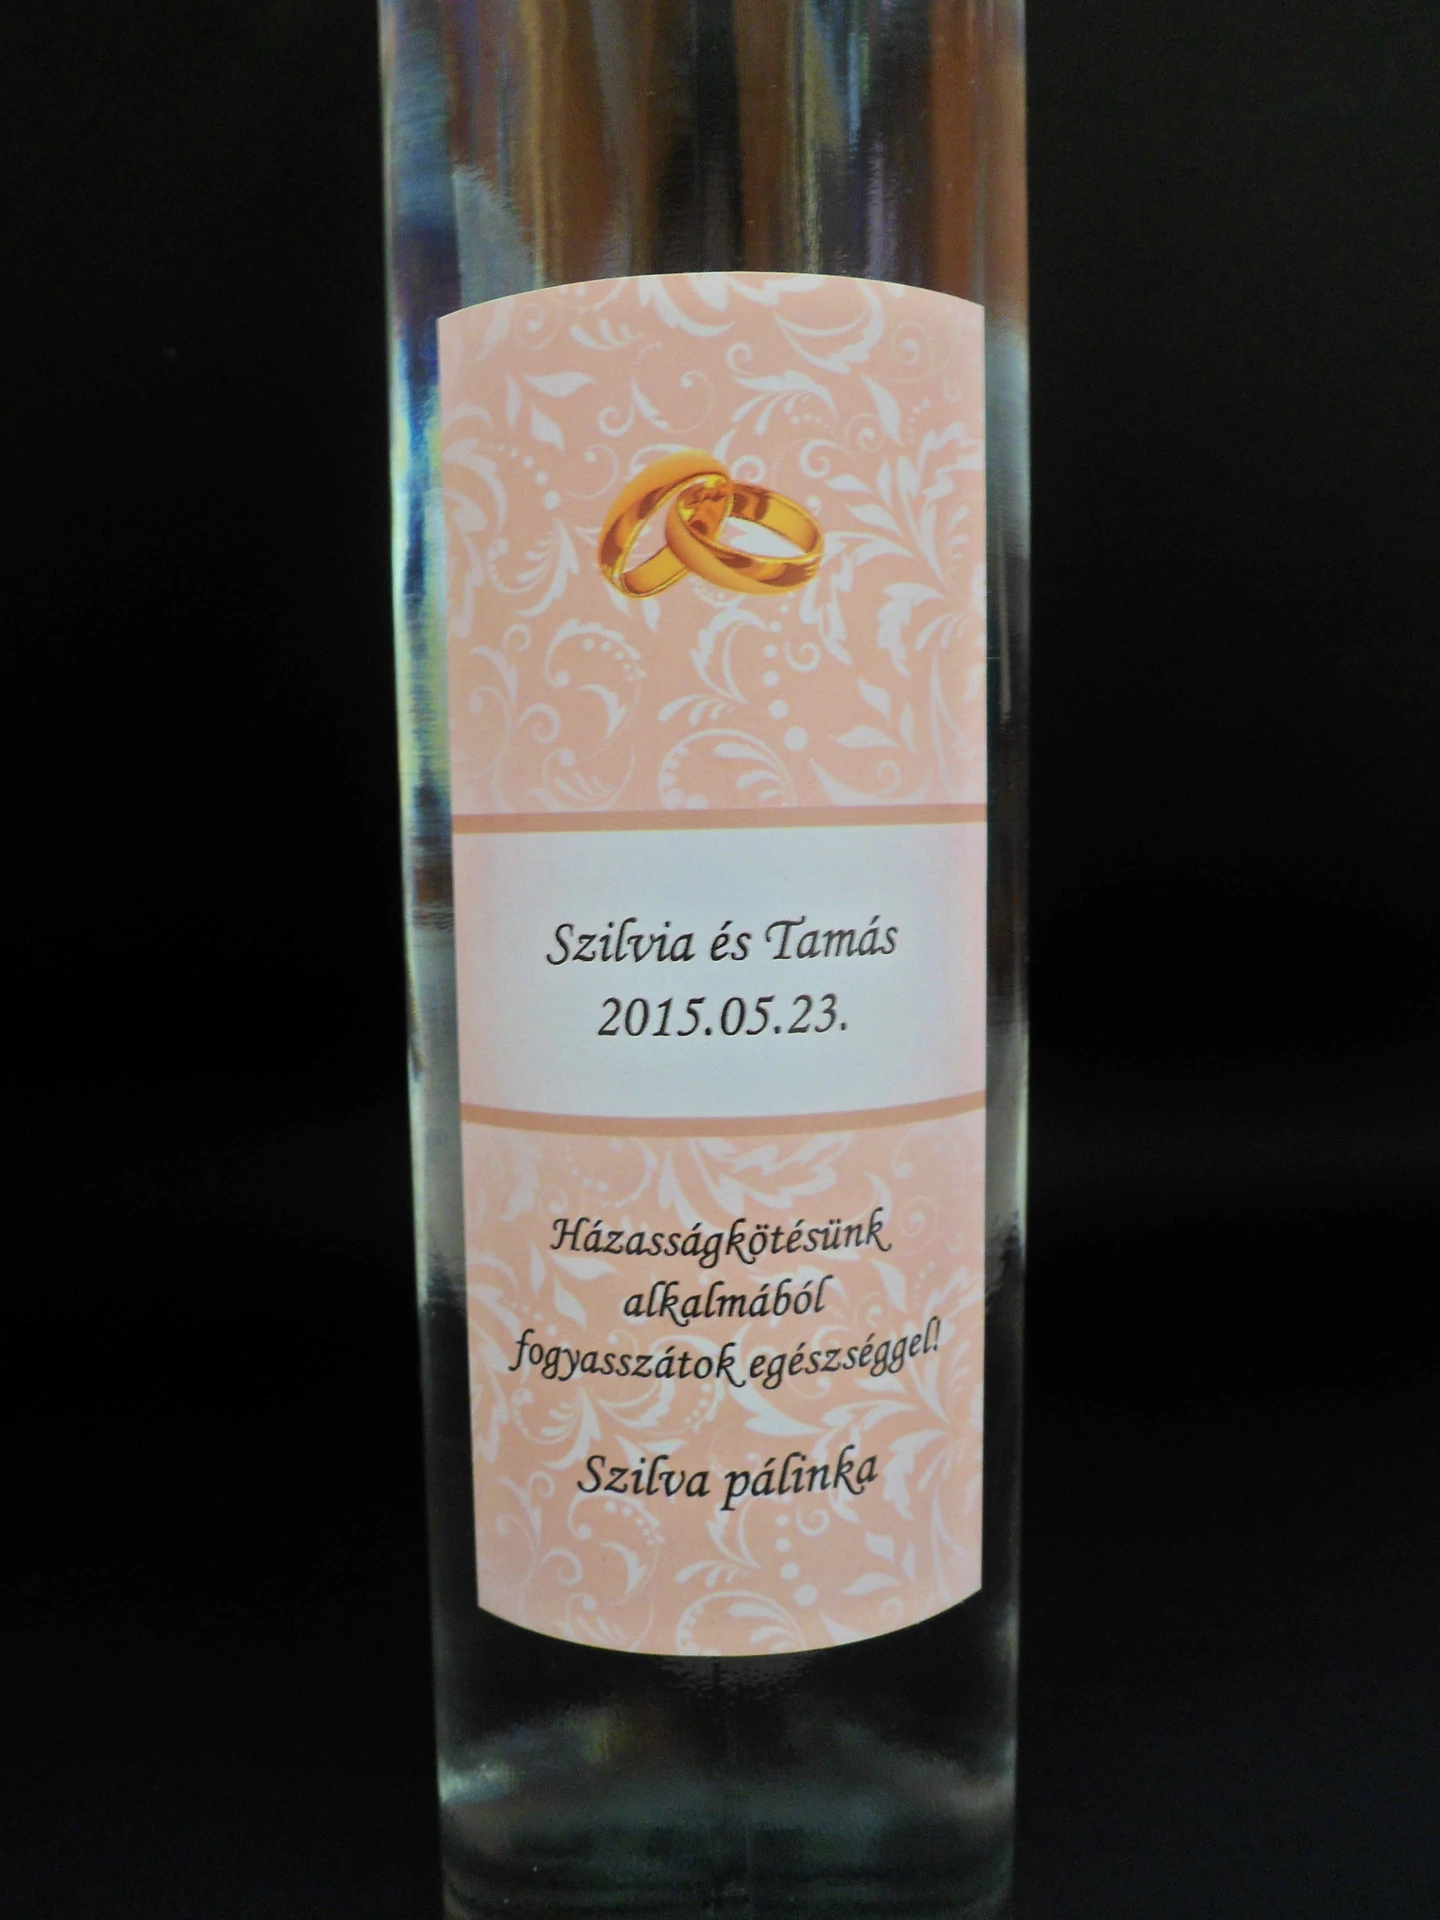 Szilvia és Tamás
2015.05.23.
Házasságkötésünk
alkalmából
fogyasszátok egészséggel!
Szilva pálinka